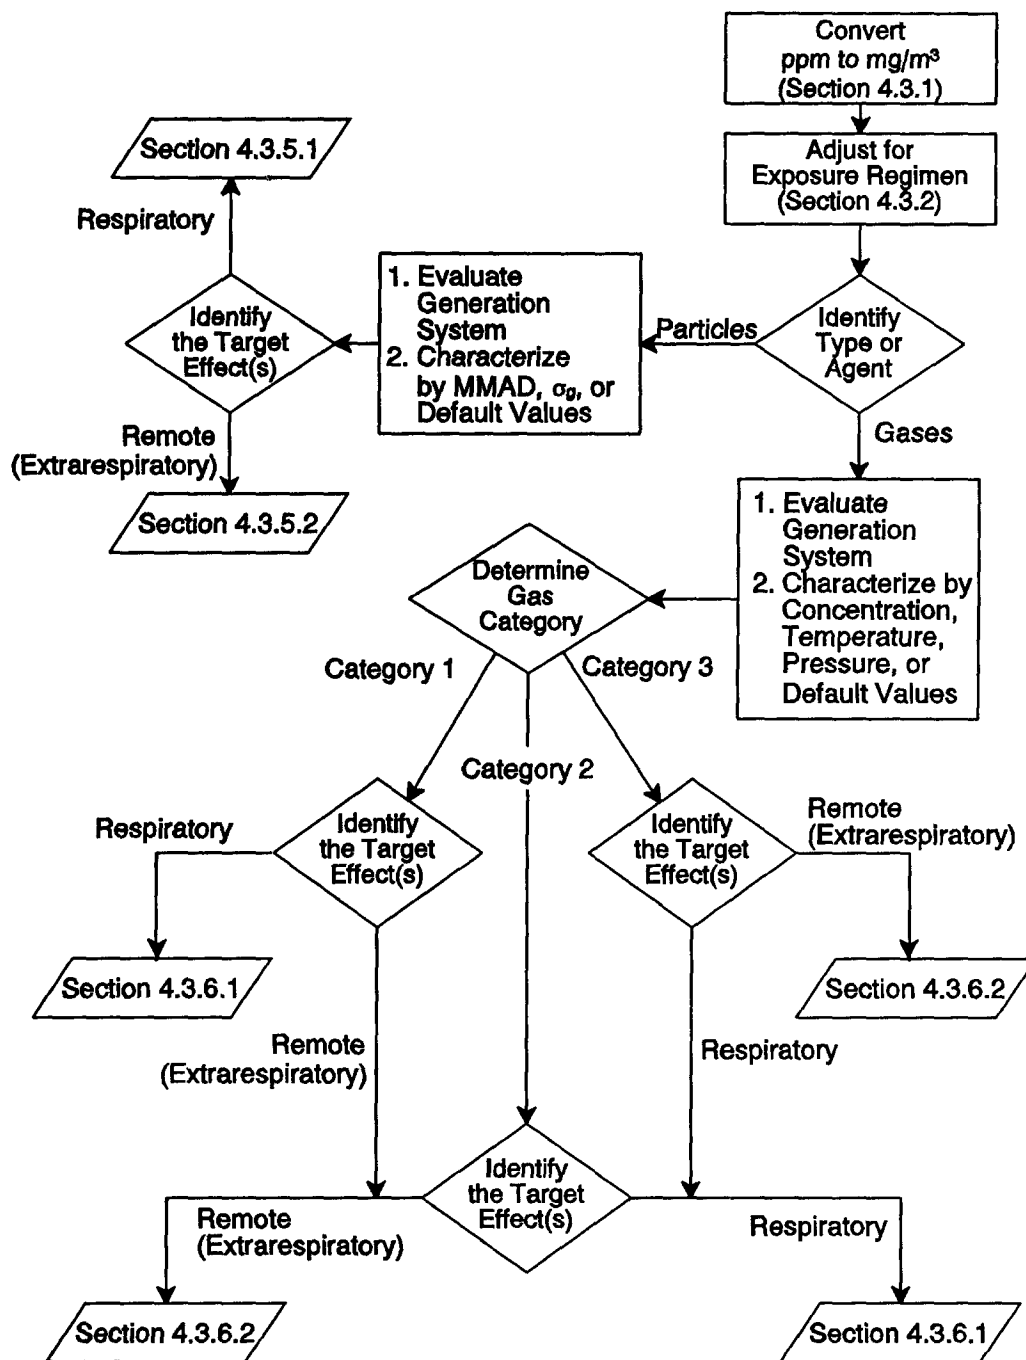 Convert
ppm to mg/m³
(Section 4.3.1)
Adjust for
Exposure Regimen
(Section 4.3.2)
Section 4.3.5.1
Respiratory
Identify
the Target
Effect(s)
1. Evaluate
Generation
System
2. Characterize
by MMAD, σg, or
Default Values
Particles
Identify
Type or
Agent
Remote
(Extrarespiratory)
Gases
Section 4.3.5.2
1. Evaluate
Generation
System
2. Characterize by
Concentration,
Temperature,
Pressure, or
Default Values
Determine
Gas
Category
Category 1
Category 3
Category 2
Respiratory
Identify
the Target
Effect(s)
Identify
the Target
Effect(s)
Remote
(Extrarespiratory)
Section 4.3.6.1
Section 4.3.6.2
Remote
(Extrarespiratory)
Respiratory
Identify
the Target
Effect(s)
Remote
(Extrarespiratory)
Respiratory
Section 4.3.6.2
Section 4.3.6.1